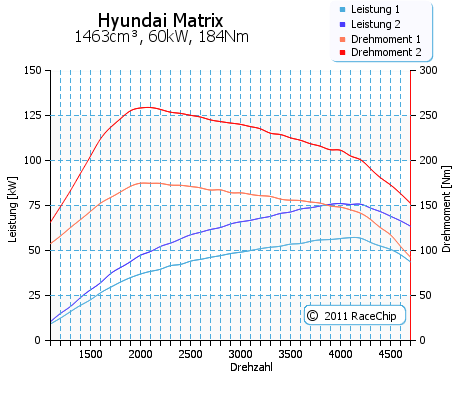 Hyundai Matrix
1463cm³, 60kW, 184Nm
Leistung 1
Leistung 2
Drehmoment 1
Drehmoment 2
150
125
100
75
50
25
0
Leistung [kW]
300
250
200
150
100
50
0
Drehmoment [Nm]
1500 2000 2500 3000 3500 4000 4500
Drehzahl
© 2011 RaceChip